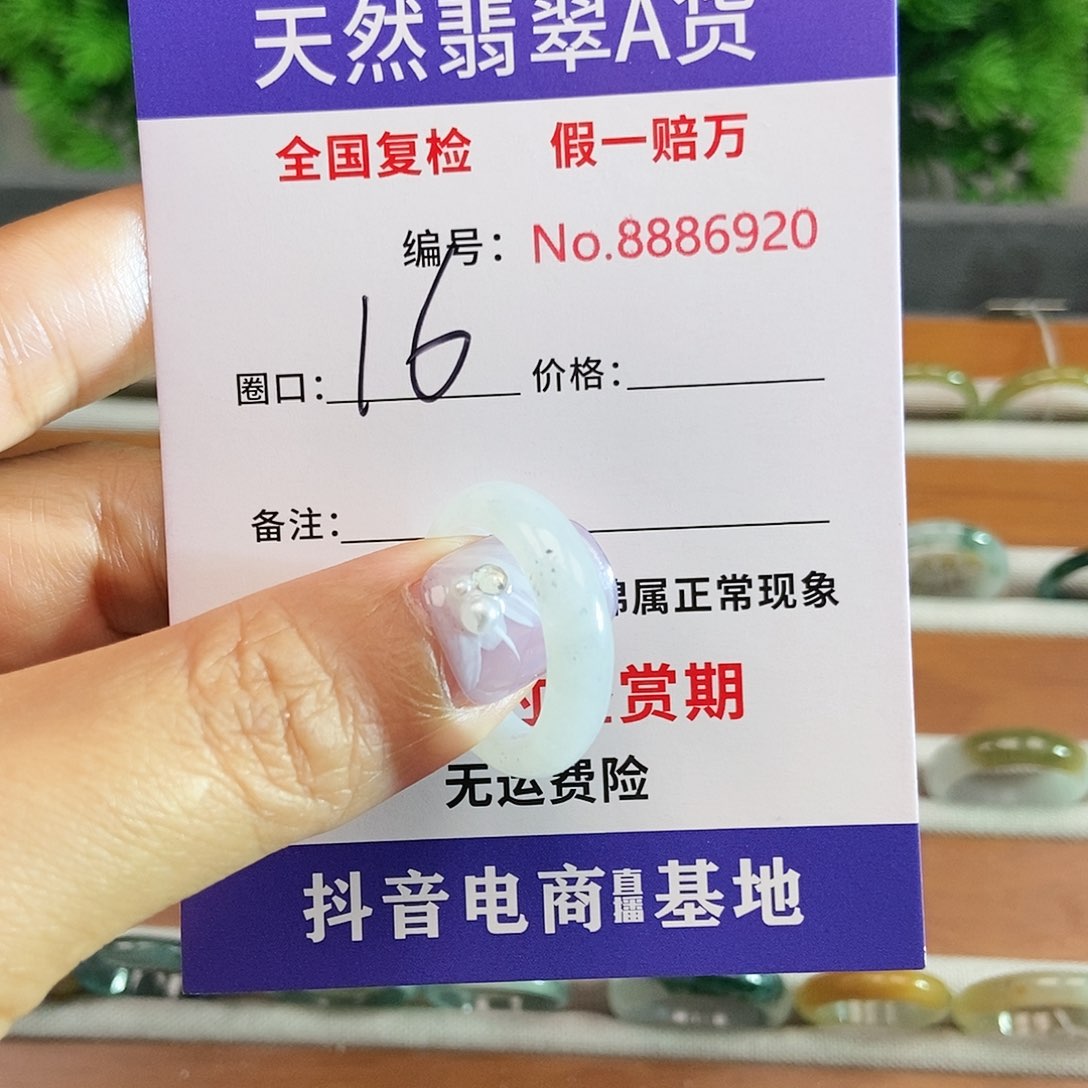 天然翡翠A货
全国复检 假一赔万
编号：No.8886920
圈口：16 价格：
备注：
棉属正常现象
赏期
无运费险
抖音电商直播基地